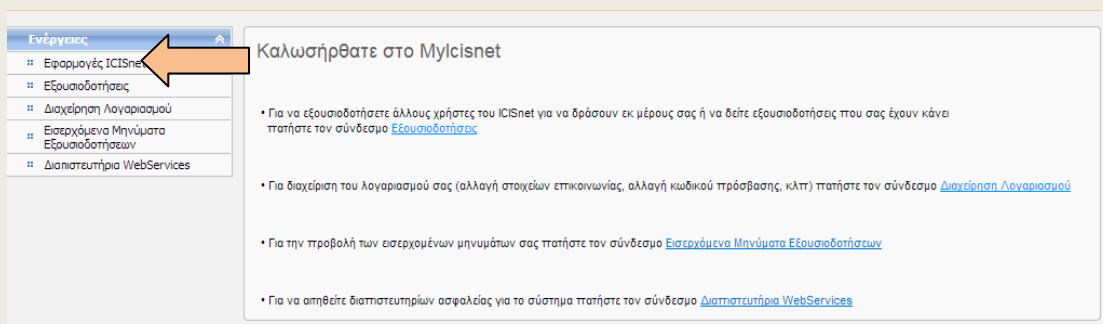 Ενέργειες
Εφαρμογές ICISnet
Εξουσιοδοτήσεις
Διαχείρηση Λογαριασμού
Εισερχόμενα Μηνύματα
Εξουσιοδοτήσεων
Διαπιστευτήρια WebServices
Καλωσήρθατε στο MyIcisnet
• Για να εξουσιοδοτήσετε άλλους χρήστες του ICISnet για να δράσουν εκ μέρους σας ή να δείτε εξουσιοδοτήσεις που σας έχουν κάνει
πατήστε τον σύνδεσμο Εξουσιοδοτήσεις
• Για διαχείριση του λογαριασμού σας (αλλαγή στοιχείων επικοινωνίας, αλλαγή κωδικού πρόσβασης, κλπ) πατήστε τον σύνδεσμο Διαχείρηση Λογαριασμού
• Για την προβολή των εισερχομένων μηνυμάτων σας πατήστε τον σύνδεσμο Εισερχόμενα Μηνύματα Εξουσιοδοτήσεων
• Για να αιτηθείτε διαπιστευτηρίων ασφαλείας για το σύστημα πατήστε τον σύνδεσμο Διαπιστευτήρια WebServices